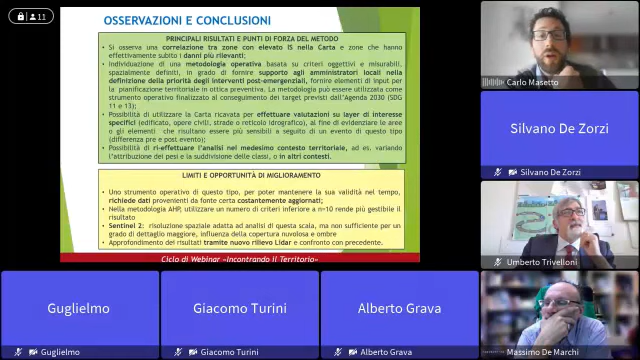 11
OSSERVAZIONI E CONCLUSIONI
PRINCIPALI RISULTATI E PUNTI DI FORZA DEL METODO
Si osserva una correlazione tra zone con elevato IS nella Carta e zone che hanno
effettivamente subito i danni più rilevanti;
Individuazione di una metodologia operativa basata su criteri oggettivi e misurabili,
spazialmente definiti, in grado di fornire supporto agli amministratori locali nella
definizione della priorità degli interventi post-emergenziali, fornire elementi di input per
la pianificazione territoriale in ottica preventiva. La metodologia può essere utilizzata come
strumento operativo finalizzato al conseguimento dei target previsti dall'Agenda 2030 (SDG
11 e 13);
Possibilità di utilizzare la Carta ricavata per effettuare valutazioni su layer di interesse
specifici (edificato, opere civili, strade o reticolo idrografico), al fine di evidenziare le aree o
gli elementi che risultano essere più sensibili a seguito di un evento di questo tipo
(differenza pre e post evento);
Possibilità di ri-effettuare l'analisi nel medesimo contesto territoriale, ad es. variando
l'attribuzione dei pesi e la suddivisione delle classi, o in altri contesti.
LIMITI E OPPORTUNITÀ DI MIGLIORAMENTO
Uno strumento operativo di questo tipo, per poter mantenere la sua validità nel tempo,
richiede dati provenienti da fonte certa costantemente aggiornati;
Nella metodologia AHP, utilizzare un numero di criteri inferiore a n=10 rende più gestibile il
risultato
Sentinel 2: risoluzione spaziale adatta ad analisi di questa scala, ma non sufficiente per
un grado di dettaglio maggiore, influenza della copertura nuvolosa e ombre
Approfondimento dei risultati tramite nuovo rilievo Lidar e confronto con precedente.
Ciclo di Webinar «Incontrando il Territorio»
Carlo Masetto
Silvano De Zorzi
Silvano De Zorzi
Umberto Trivelloni
Guglielmo
Guglielmo
Giacomo Turini
Giacomo Turini
Alberto Grava
Alberto Grava
Massimo De Marchi